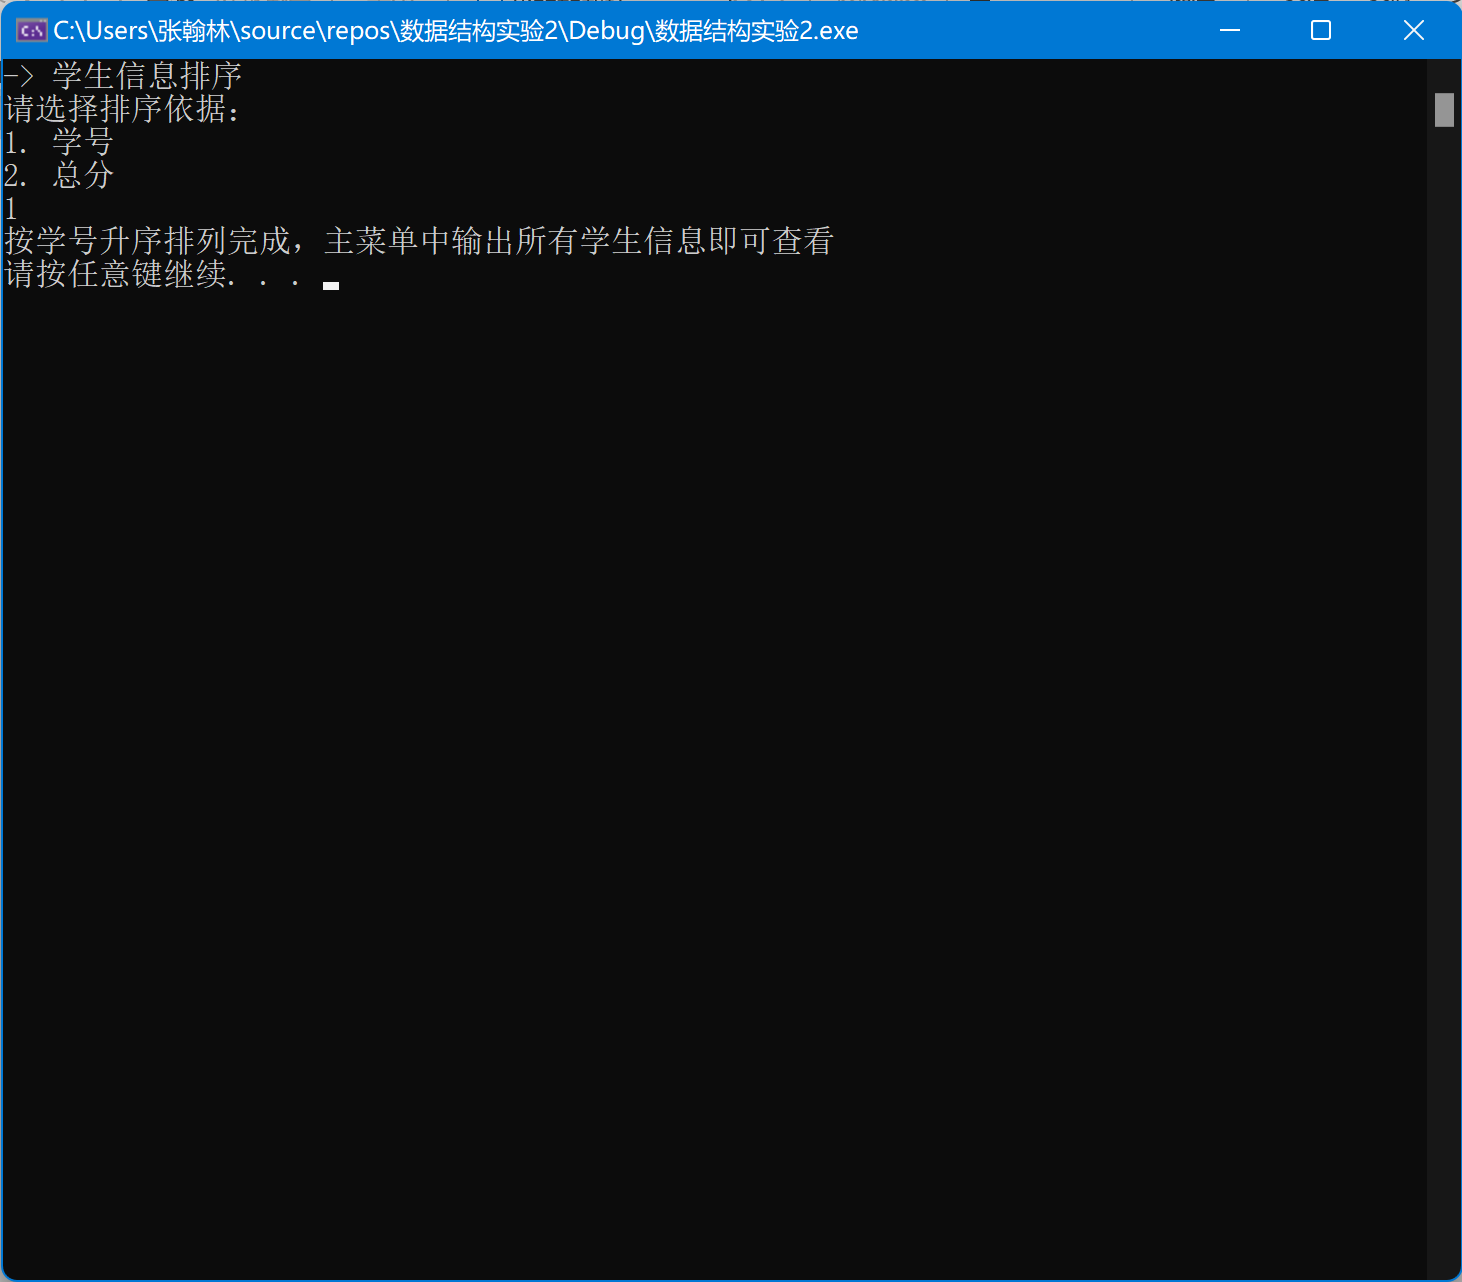 C:\Users\张翰林\source\repos\数据结构实验2\Debug\数据结构实验2.exe
-> 学生信息排序
请选择排序依据：
1. 学号
2. 总分
1
按学号升序排列完成，主菜单中输出所有学生信息即可查看
请按任意键继续. . .